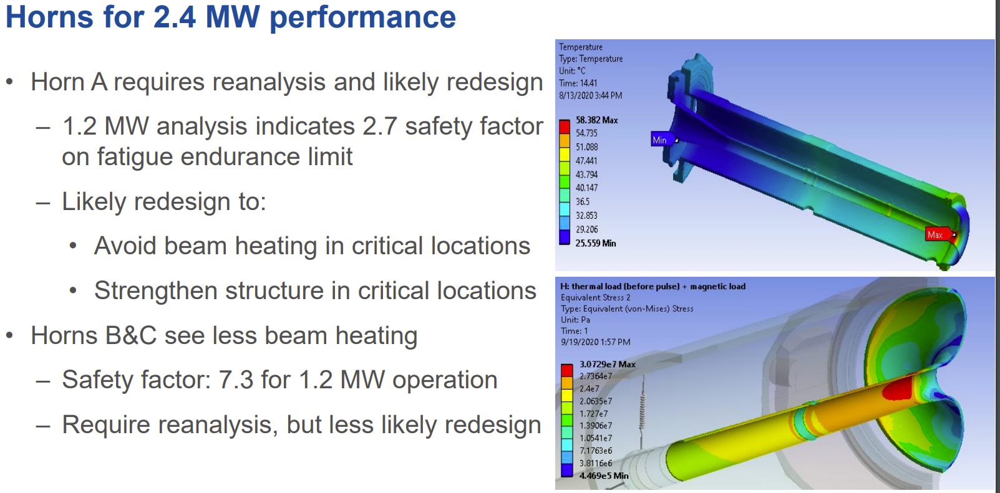 Horns for 2.4 MW performance
• Horn A requires reanalysis and likely redesign
– 1.2 MW analysis indicates 2.7 safety factor
on fatigue endurance limit
– Likely redesign to:
• Avoid beam heating in critical locations
• Strengthen structure in critical locations
• Horns B&C see less beam heating
– Safety factor: 7.3 for 1.2 MW operation
– Require reanalysis, but less likely redesign
Temperature
Type: Temperature
Unit: °C
Time: 14.41
8/13/2020 3:44 PM
58.382 Max
54.735
51.088
47.441
43.794
40.147
36.5
32.853
29.206
25.559 Min
Min
Max
H: thermal load (before pulse) + magnetic load
Equivalent Stress 2
Type: Equivalent (von-Mises) Stress
Unit: Pa
Time: 1
9/19/2020 1:57 PM
3.0729e7 Max
2.7364e7
2.4e7
2.0635e7
1.727e7
1.3906e7
1.0541e7
7.1763e6
3.8116e6
4.469e5 Min